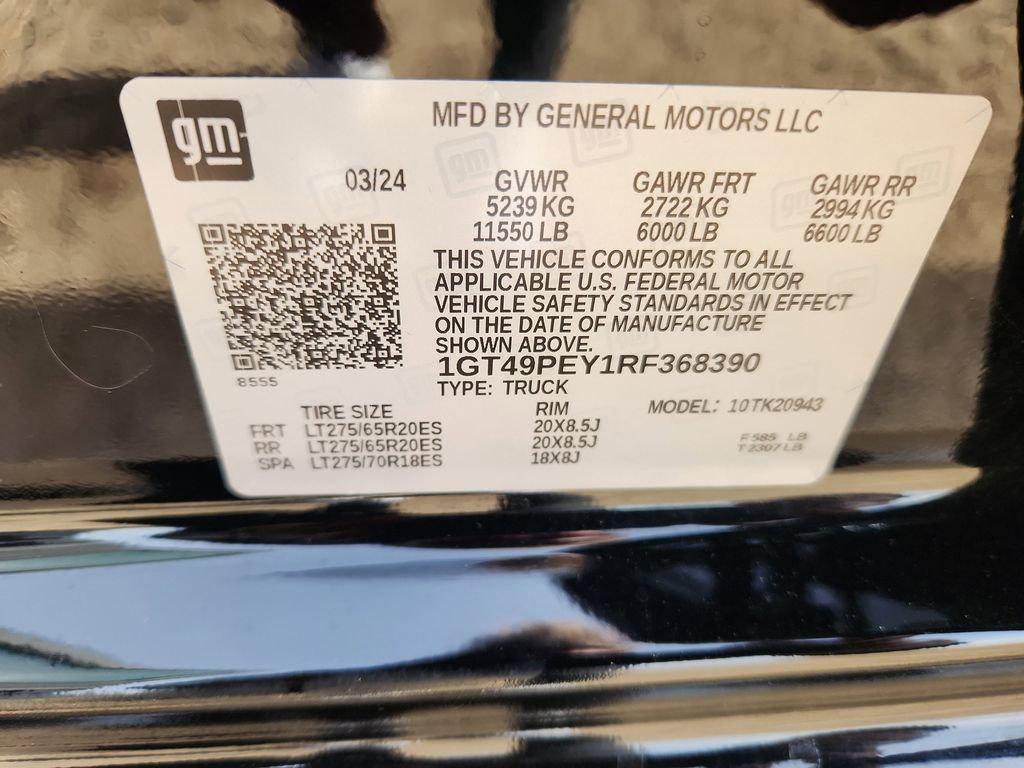 gm
MFD BY GENERAL MOTORS LLC
03/24 GVWR GAWR FRT GAWR RR
5239 KG 2722 KG 2994 KG
11550 LB 6000 LB 6600 LB
THIS VEHICLE CONFORMS TO ALL
APPLICABLE U.S. FEDERAL MOTOR
VEHICLE SAFETY STANDARDS IN EFFECT
ON THE DATE OF MANUFACTURE
SHOWN ABOVE.
1GT49PEY1RF368390
8555
TYPE: TRUCK
TIRE SIZE RIM MODEL: 10TK20943
FRT LT275/65R20ES 20X8.5J
RR LT275/65R20ES 20X8.5J
SPA LT275/70R18ES 18X8J
F 585 LB
T 2307 LB